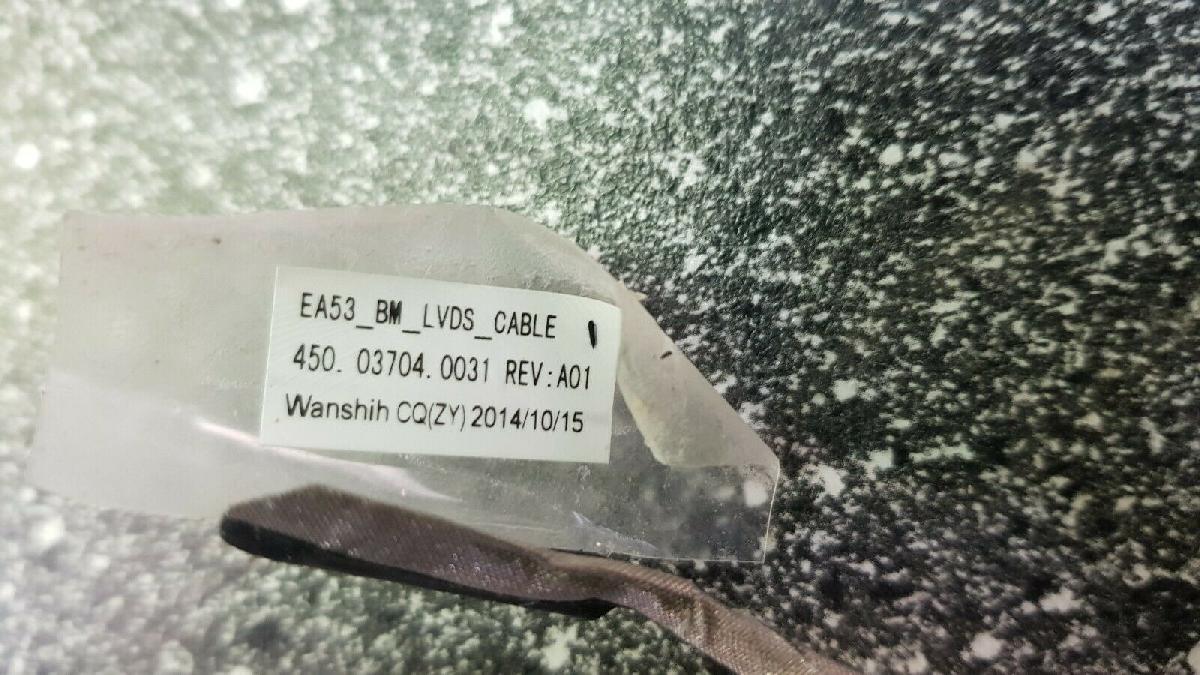 EA53_BM_LVDS_CABLE
450. 03704. 0031 REV:A01
Wanshih CQ(ZY) 2014/10/15